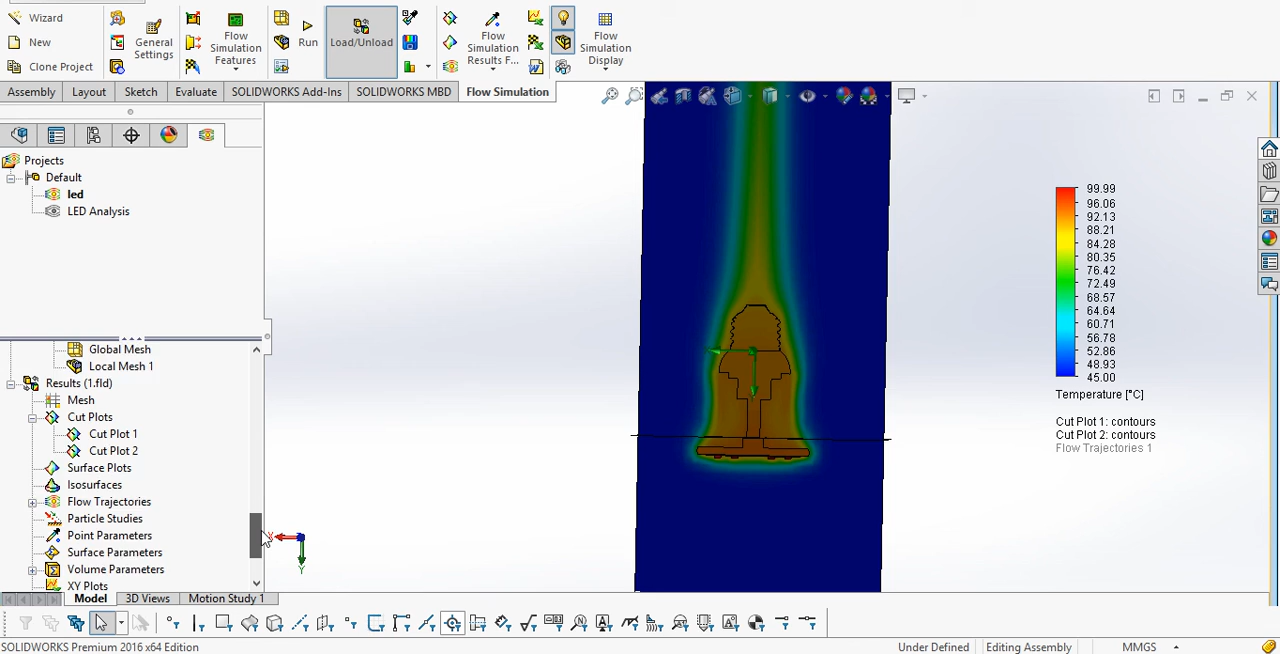 Wizard
New
Clone Project
General
Settings
Flow
Simulation
Features
Run
Load/Unload
Flow
Simulation
Results F...
Flow
Simulation
Display
Assembly
Layout
Sketch
Evaluate
SOLIDWORKS Add-Ins
SOLIDWORKS MBD
Flow Simulation
Projects
Default
led
LED Analysis
Global Mesh
Local Mesh 1
Results (1.fld)
Mesh
Cut Plots
Cut Plot 1
Cut Plot 2
Surface Plots
Isosurfaces
Flow Trajectories
Particle Studies
Point Parameters
Surface Parameters
Volume Parameters
XY Plots
X
Y
99.99
96.06
92.13
88.21
84.28
80.35
76.42
72.49
68.57
64.64
60.71
56.78
52.86
48.93
45.00
Temperature [°C]
Cut Plot 1: contours
Cut Plot 2: contours
Flow Trajectories 1
Model
3D Views
Motion Study 1
SOLIDWORKS Premium 2016 x64 Edition
Under Defined
Editing Assembly
MMGS